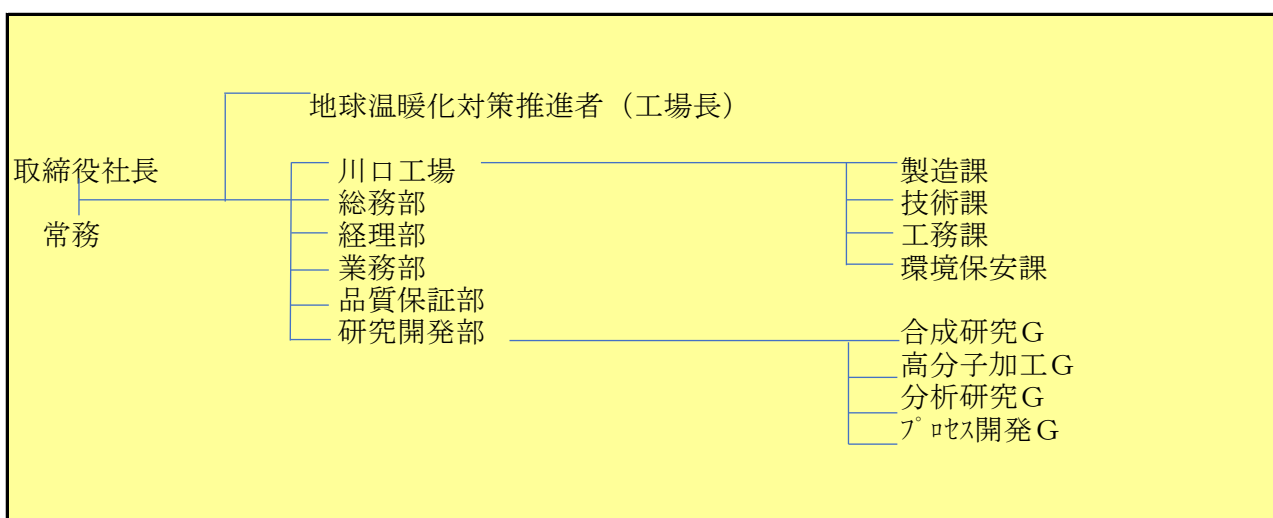 地球温暖化対策推進者（工場長）
取締役社長
常務
川口工場
総務部
経理部
業務部
品質保証部
研究開発部
製造課
技術課
工務課
環境保安課
合成研究Ｇ
高分子加工Ｇ
分析研究Ｇ
ﾌﾟﾛｾｽ開発Ｇ